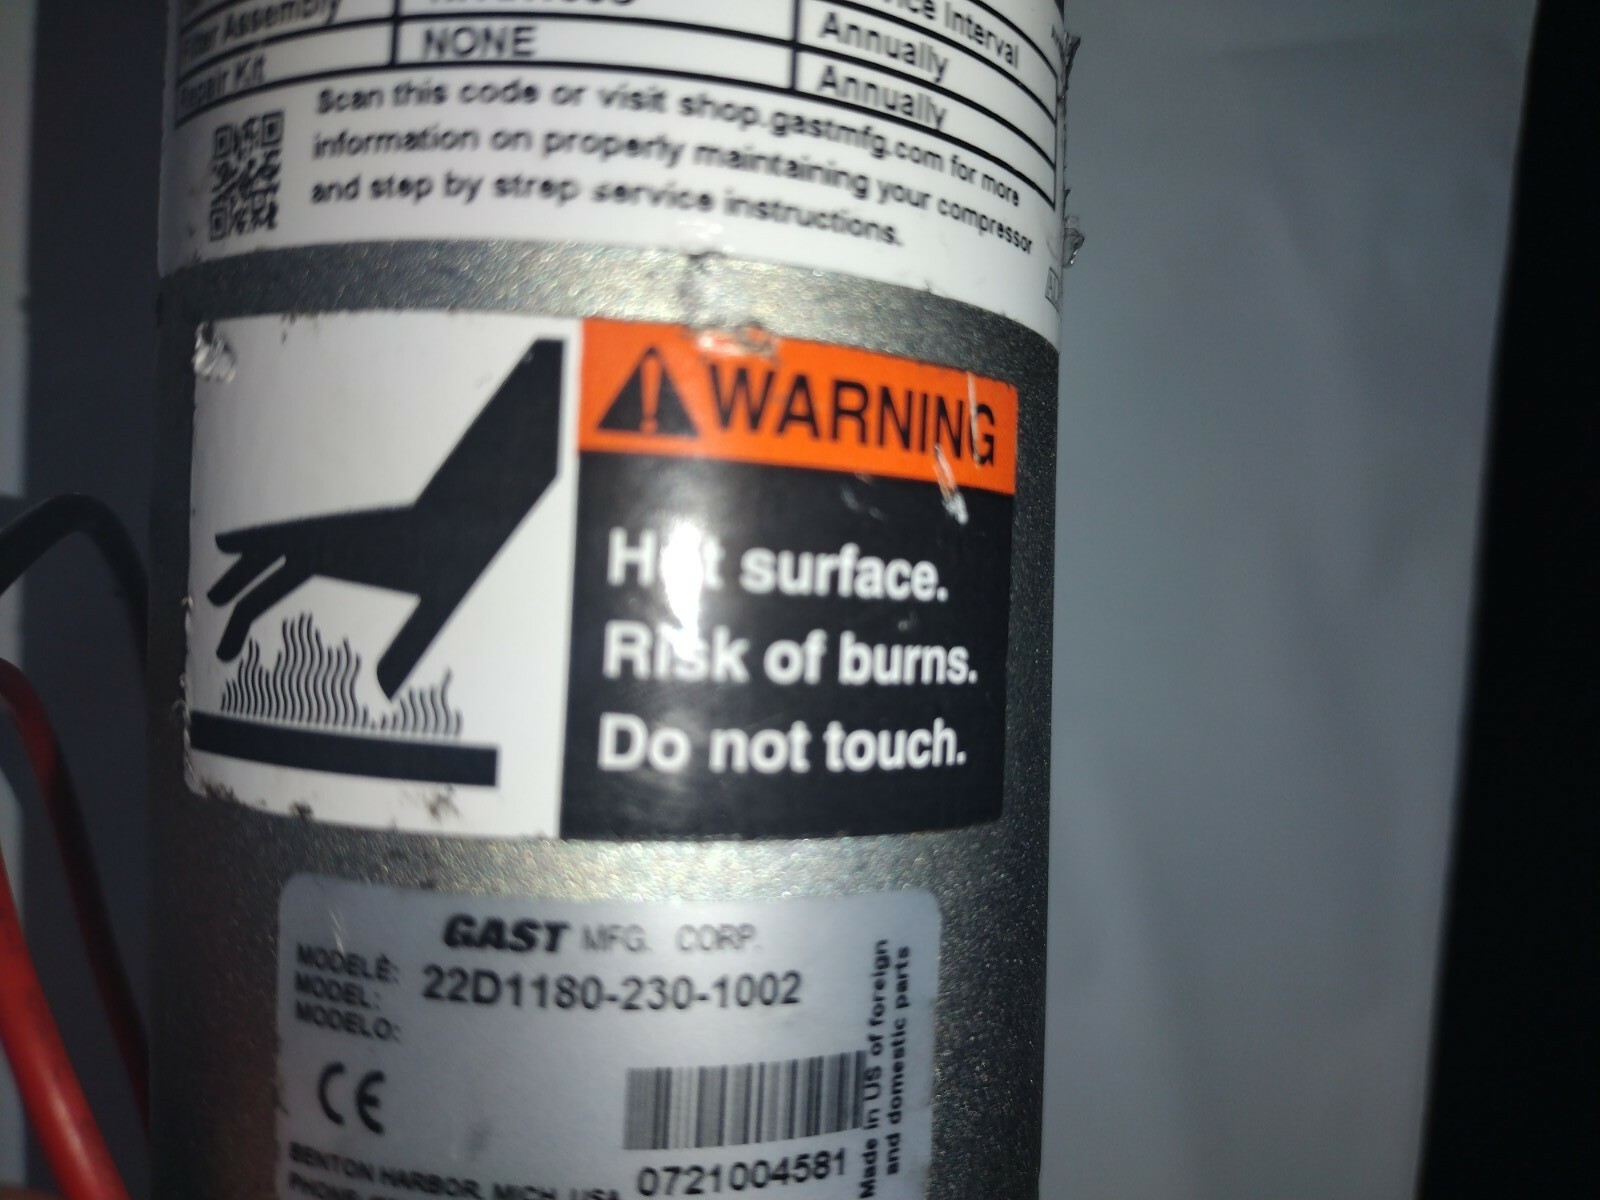 Filter Assembly
Interval
Repair Kit
NONE
Annually
Annually
Scan this code or visit shop.gastmfg.com for more
information on properly maintaining your compressor
and step by strep service instructions.
WARNING
Hot surface.
Risk of burns.
Do not touch.
GAST MFG. CORP.
MODELÈ:
MODEL: 22D1180-230-1002
MODELO:
CE
0721004581
Made in US of foreign
and domestic parts
BENTON HARBOR, MICH. USA